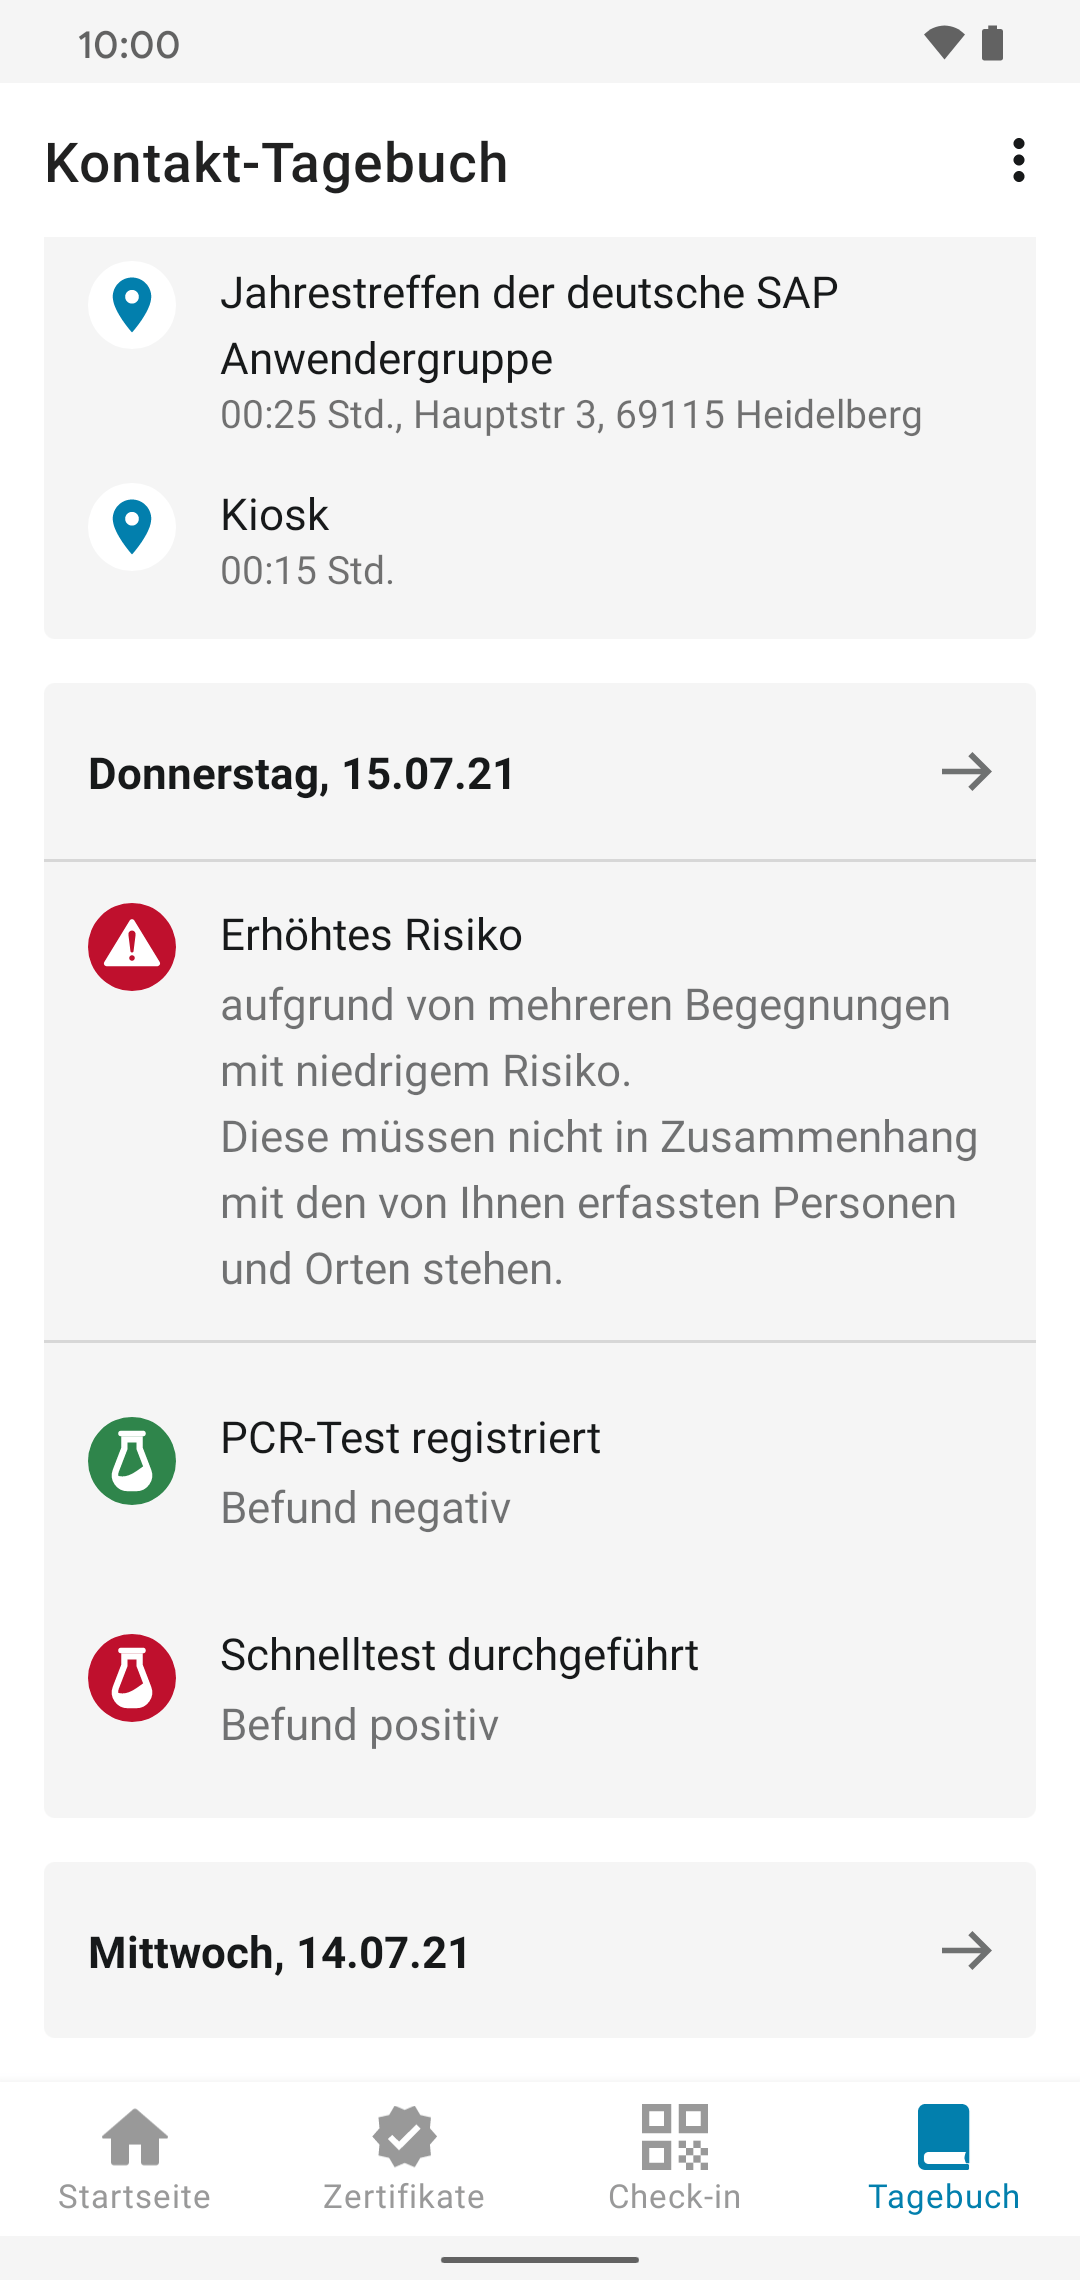 10:00
Kontakt-Tagebuch
Jahrestreffen der deutsche SAP
Anwendergruppe
00:25 Std., Hauptstr 3, 69115 Heidelberg
Kiosk
00:15 Std.
Donnerstag, 15.07.21
Erhöhtes Risiko
aufgrund von mehreren Begegnungen
mit niedrigem Risiko.
Diese müssen nicht in Zusammenhang
mit den von Ihnen erfassten Personen
und Orten stehen.
PCR-Test registriert
Befund negativ
Schnelltest durchgeführt
Befund positiv
Mittwoch, 14.07.21
Startseite
Zertifikate
Check-in
Tagebuch